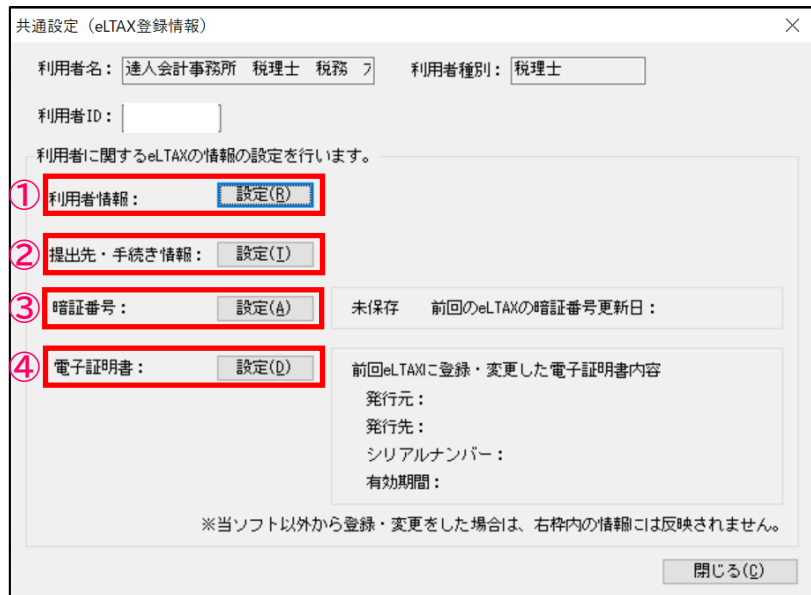 共通設定（eLTAX登録情報）
利用者名： 達人会計事務所　税理士　税務　フ 利用者種別： 税理士
利用者ID：
利用者に関するeLTAXの情報の設定を行います。
① 利用者情報： 設定(R)
② 提出先・手続き情報： 設定(T)
③ 暗証番号： 設定(A) 未保存　前回のeLTAXの暗証番号更新日：
④ 電子証明書： 設定(D) 前回eLTAXに登録・変更した電子証明書内容
発行元：
発行先：
シリアルナンバー：
有効期間：
※当ソフト以外から登録・変更をした場合は、右枠内の情報には反映されません。
閉じる(C)